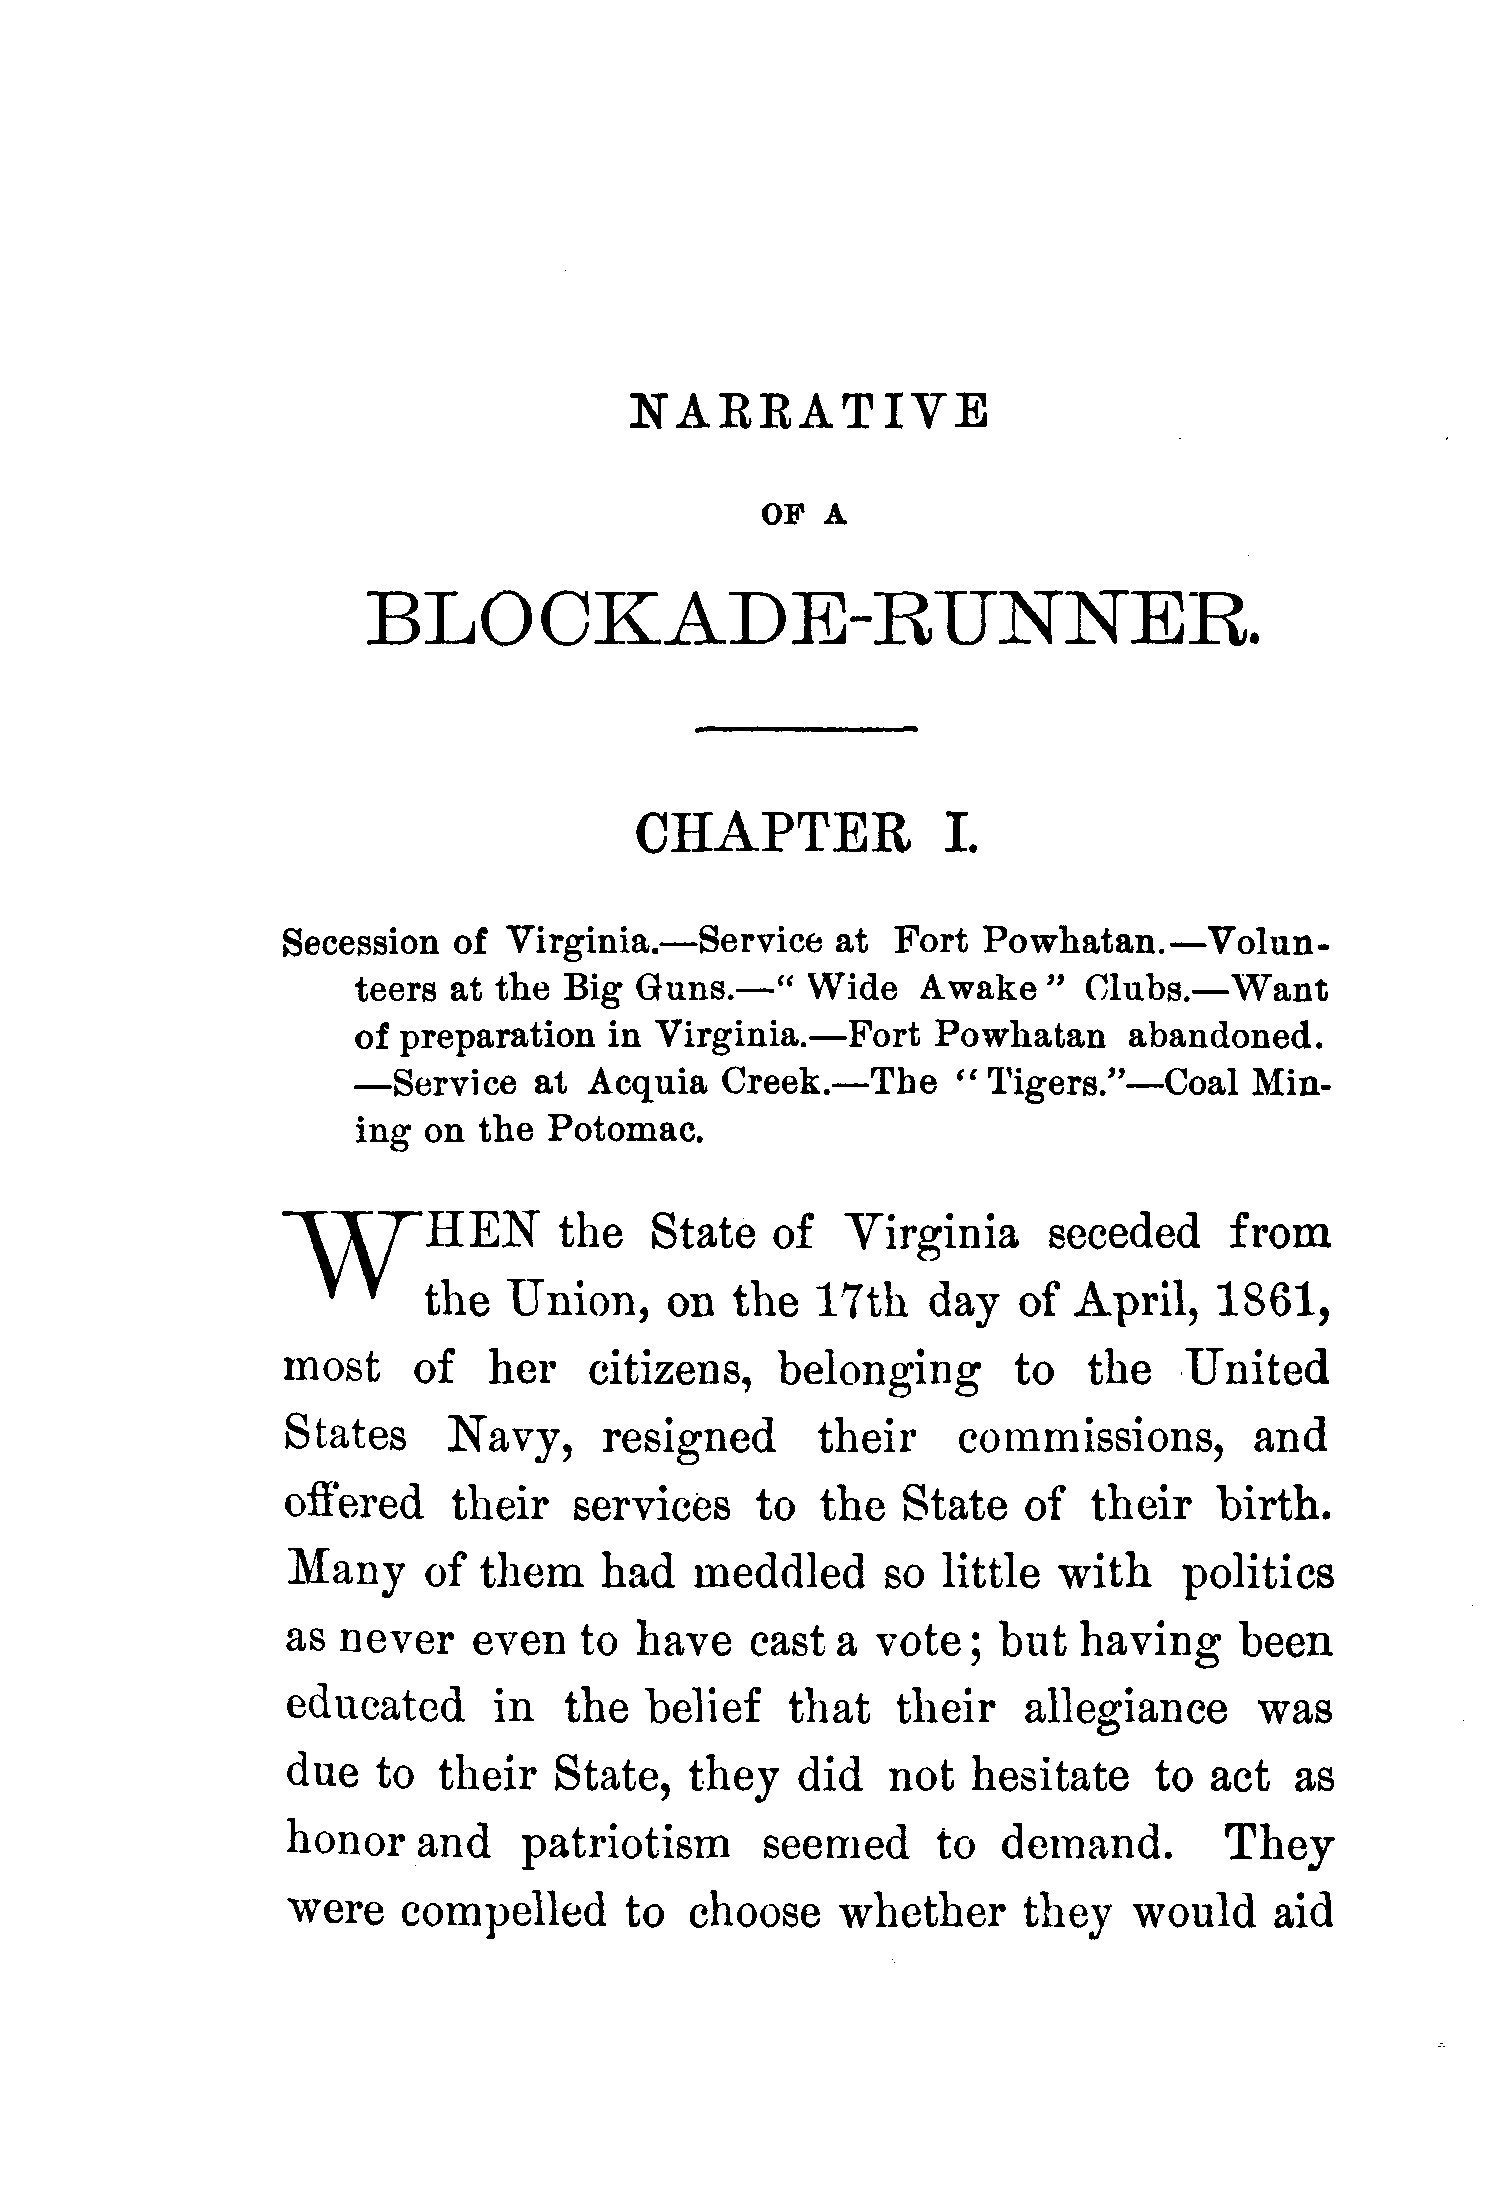 NARRATIVE
OF A
BLOCKADE-RUNNER.
CHAPTER I.
Secession of Virginia.—Service at Fort Powhatan.—Volun-
teers at the Big Guns.—“ Wide Awake ” Clubs.—Want
of preparation in Virginia.—Fort Powhatan abandoned.
—Service at Acquia Creek.—The “ Tigers.”—Coal Min-
ing on the Potomac.
WHEN the State of Virginia seceded from
the Union, on the 17th day of April, 1861,
most of her citizens, belonging to the United
States Navy, resigned their commissions, and
offered their services to the State of their birth.
Many of them had meddled so little with politics
as never even to have cast a vote; but having been
educated in the belief that their allegiance was
due to their State, they did not hesitate to act as
honor and patriotism seemed to demand. They
were compelled to choose whether they would aid